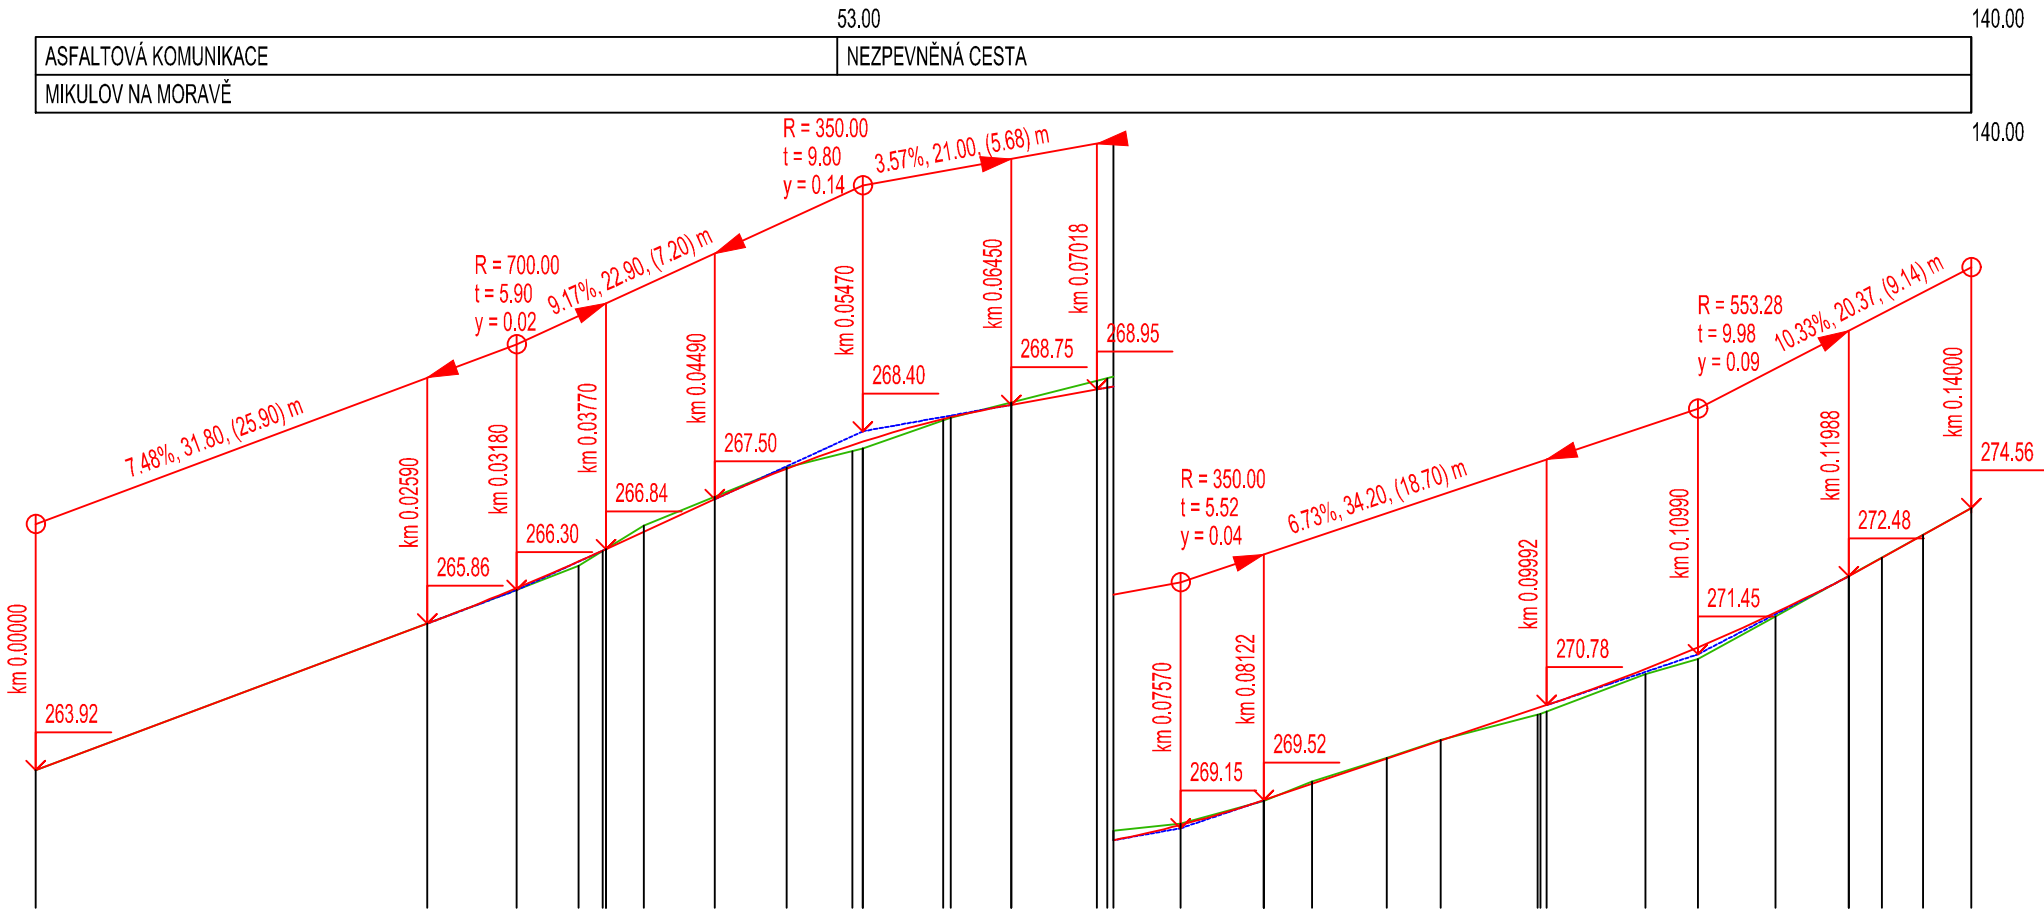 53.00
140.00
ASFALTOVÁ KOMUNIKACE
NEZPEVNĚNÁ CESTA
MIKULOV NA MORAVĚ
140.00
R = 350.00
t = 9.80
y = 0.14
3.57%, 21.00, (5.68) m
R = 700.00
t = 5.90
y = 0.02
9.17%, 22.90, (7.20) m
7.48%, 31.80, (25.90) m
km 0.00000
263.92
km 0.02590
265.86
km 0.03180
266.30
km 0.03770
266.84
km 0.04490
267.50
km 0.05470
268.40
km 0.06450
268.75
km 0.07018
268.95
R = 350.00
t = 5.52
y = 0.04
6.73%, 34.20, (18.70) m
R = 553.28
t = 9.98
y = 0.09
10.33%, 20.37, (9.14) m
km 0.07570
269.15
km 0.08122
269.52
km 0.09992
270.78
km 0.10990
271.45
km 0.11988
272.48
km 0.14000
274.56